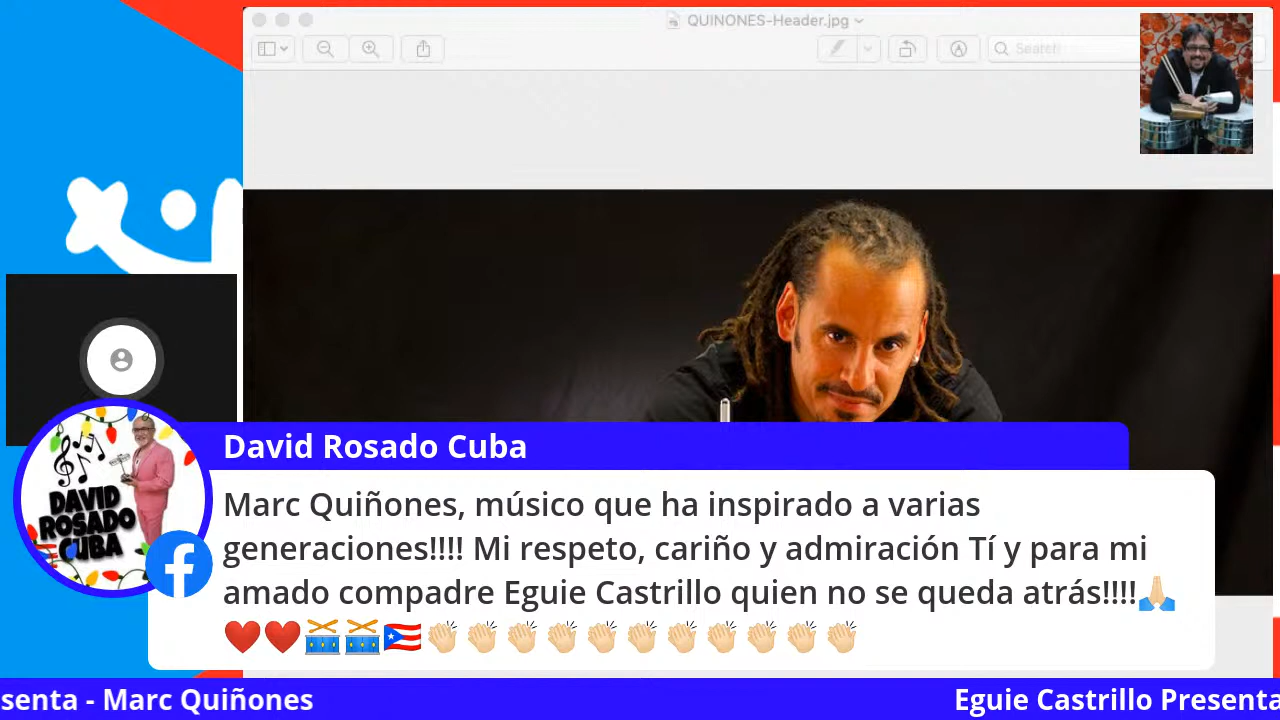 QUINONES-Header.jpg
Search
David Rosado Cuba
Marc Quiñones, músico que ha inspirado a varias
generaciones!!!! Mi respeto, cariño y admiración Tí y para mi
amado compadre Eguie Castrillo quien no se queda atrás!!!!🙏🏼
❤️❤️🥁🥁🇵🇷👏🏼👏🏼👏🏼👏🏼👏🏼👏🏼👏🏼👏🏼👏🏼👏🏼👏🏼
DAVID
ROSADO
CUBA
senta - Marc Quiñones
Eguie Castrillo Presenta